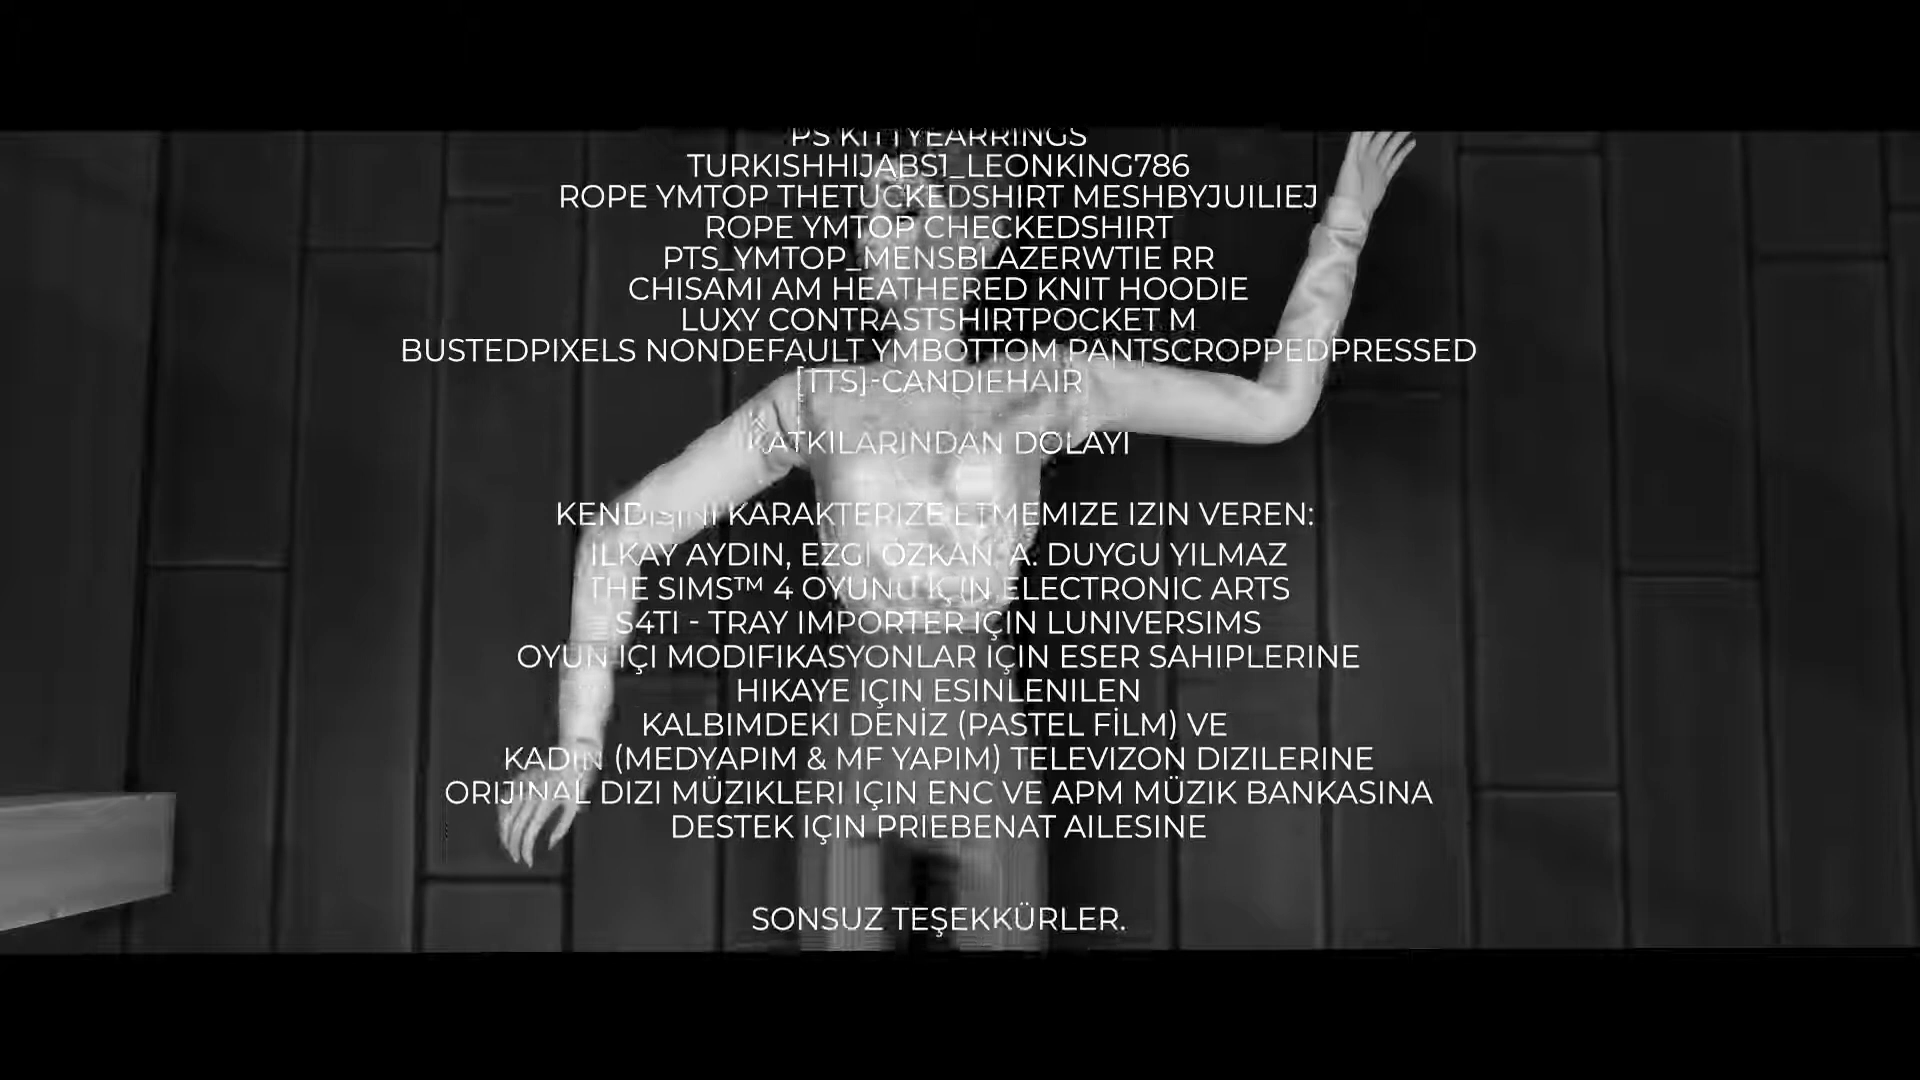 PS KITTYEARRINGS
TURKISHHIJABS1_LEONKING786
ROPE YMTOP THETUCKEDSHIRT MESHBYJUILIEJ
ROPE YMTOP CHECKEDSHIRT
PTS_YMTOP_MENSBLAZERWTIE RR
CHISAMI AM HEATHERED KNIT HOODIE
LUXY CONTRASTSHIRTPOCKET M
BUSTEDPIXELS NONDEFAULT YMBOTTOM PANTSCROPPEDPRESSED
[TTS]-CANDIEHAIR
KATKILARINDAN DOLAYI
KENDISINI KARAKTERIZE ETMEMIZE IZIN VEREN:
ILKAY AYDIN, EZGI ÖZKAN, A. DUYGU YILMAZ
THE SIMS™ 4 OYUNU IÇIN ELECTRONIC ARTS
S4TI - TRAY IMPORTER IÇIN LUNIVERSIMS
OYUN IÇI MODIFIKASYONLAR IÇIN ESER SAHIPLERINE
HIKAYE IÇIN ESINLENILEN
KALBIMDEKI DENİZ (PASTEL FİLM) VE
KADIN (MEDYAPIM & MF YAPIM) TELEVIZON DIZILERINE
ORIJINAL DIZI MÜZIKLERI IÇIN ENC VE APM MÜZIK BANKASINA
DESTEK IÇIN PRIEBENAT AILESINE
SONSUZ TEŞEKKÜRLER.